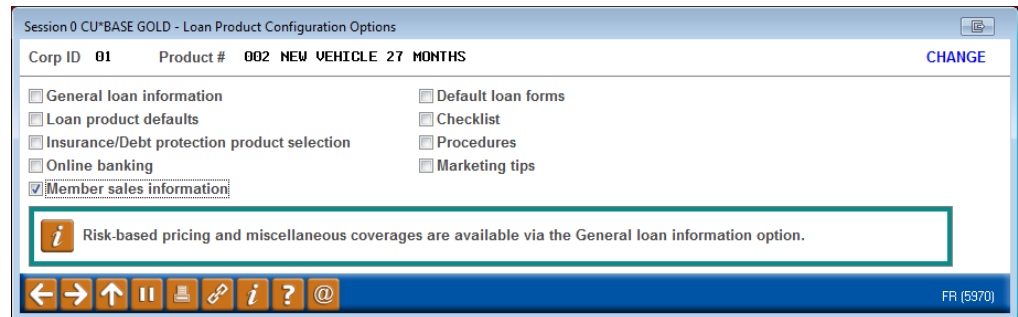 Session 0 CU*BASE GOLD - Loan Product Configuration Options
Corp ID 01 Product # 002 NEW VEHICLE 27 MONTHS CHANGE
General loan information
Loan product defaults
Insurance/Debt protection product selection
Online banking
Member sales information
Default loan forms
Checklist
Procedures
Marketing tips
i Risk-based pricing and miscellaneous coverages are available via the General loan information option.
i ? @ FR (5970)